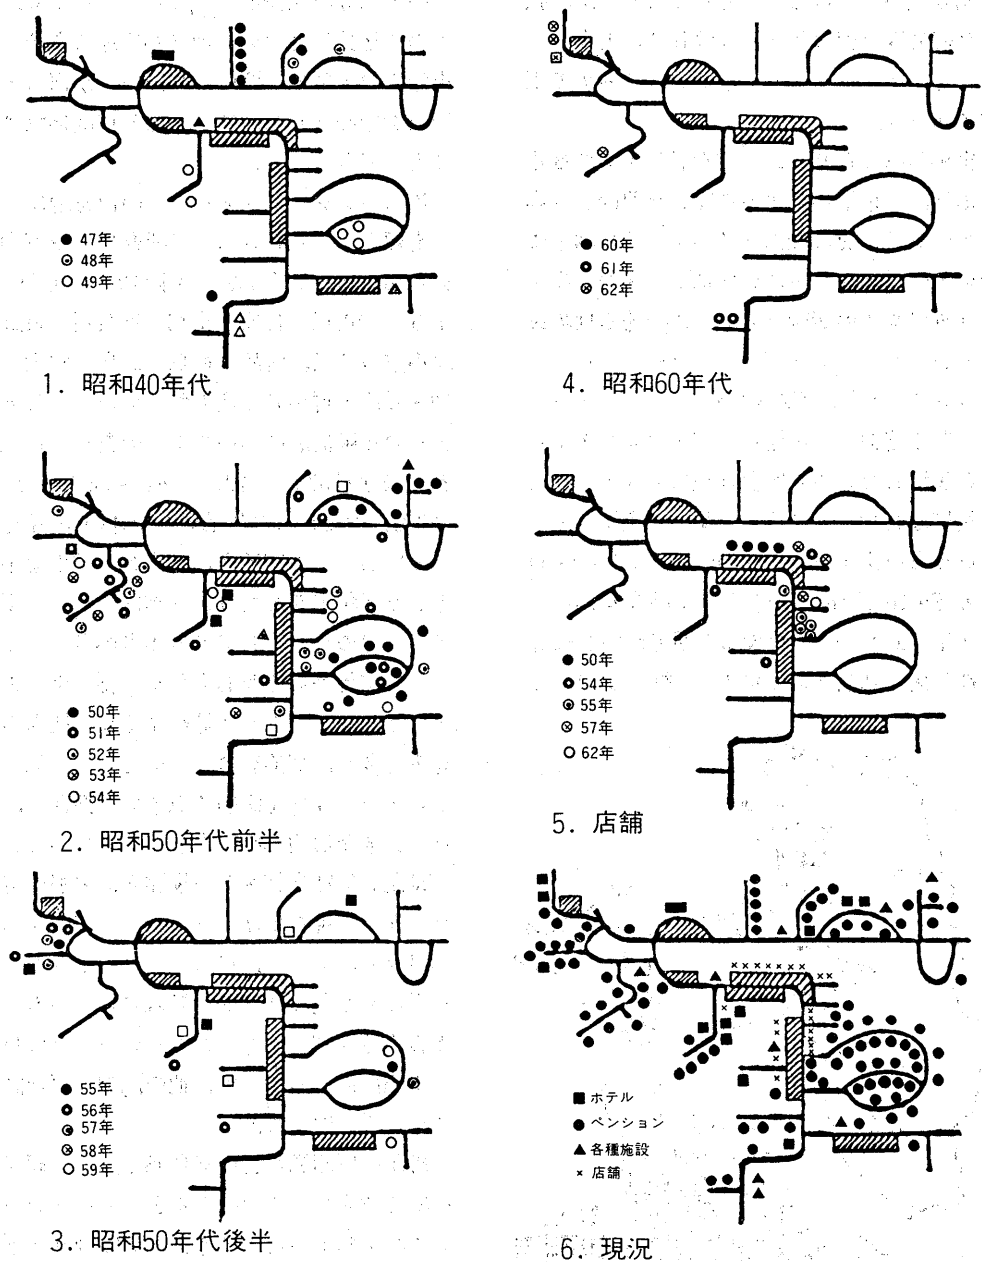 47年
48年
49年
1. 昭和40年代
60年
61年
62年
4. 昭和60年代
50年
51年
52年
53年
54年
2. 昭和50年代前半
50年
54年
55年
57年
62年
5. 店舗
55年
56年
57年
58年
59年
3. 昭和50年代後半
ホテル
ペンション
各種施設
店舗
6. 現況